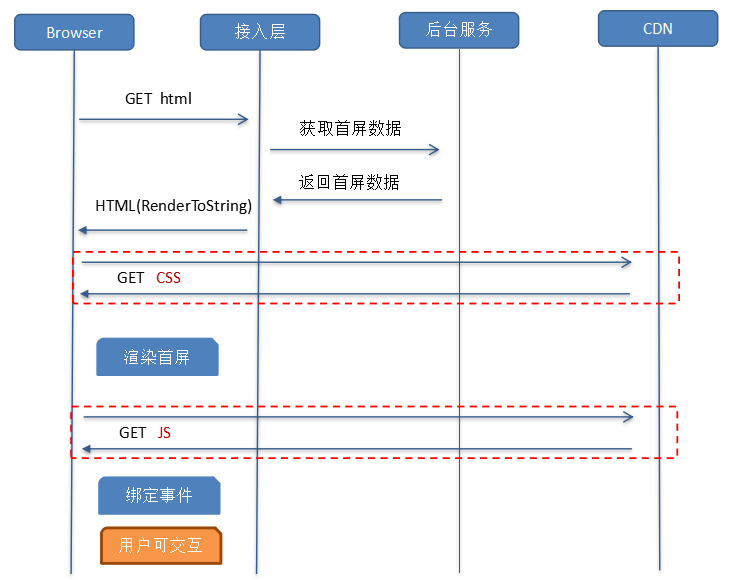 Browser
接入层
后台服务
CDN
GET html
获取首屏数据
返回首屏数据
HTML(RenderToString)
GET CSS
渲染首屏
GET JS
绑定事件
用户可交互